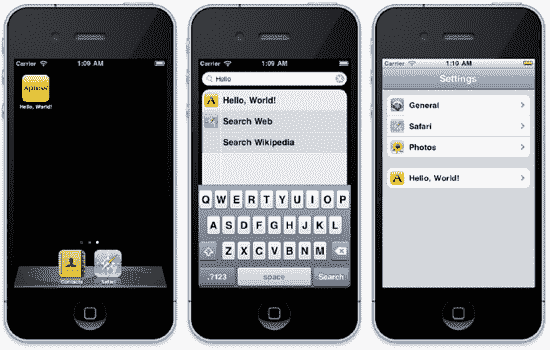 Carrier 1:09 AM
apress
Hello, World!
Contacts Safari
Carrier 1:09 AM
Hello
A Hello, World!
Search Web
Search Wikipedia
Q W E R T Y U I O P
A S D F G H J K L
Z X C V B N M
.?123 space Search
Carrier 1:10 AM
Settings
General
Safari
Photos
A Hello, World!